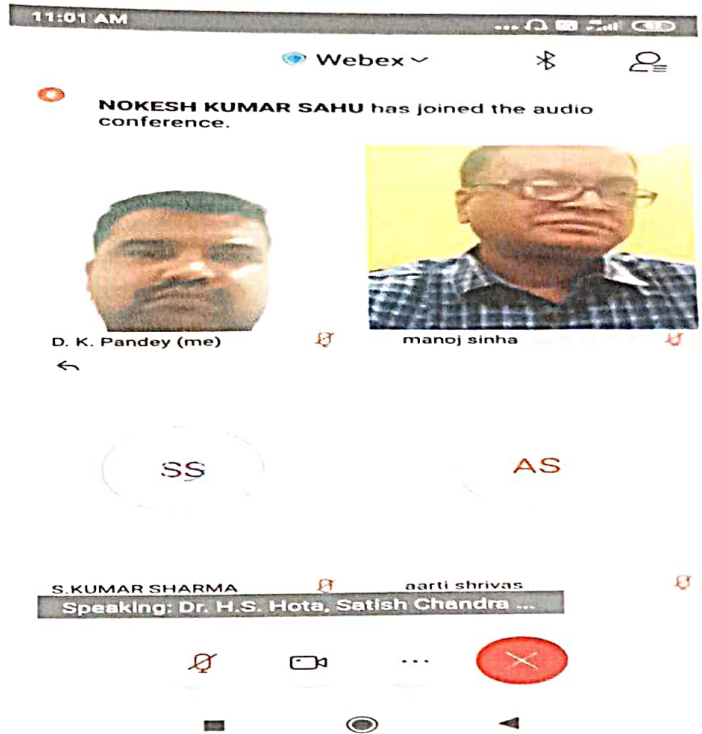 11:01 AM
Webex
NOKESH KUMAR SAHU has joined the audio
conference.
D. K. Pandey (me)
manoj sinha
SS
AS
S.KUMAR SHARMA
aarti shrivas
Speaking: Dr. H.S. Hota, Satish Chandra ...